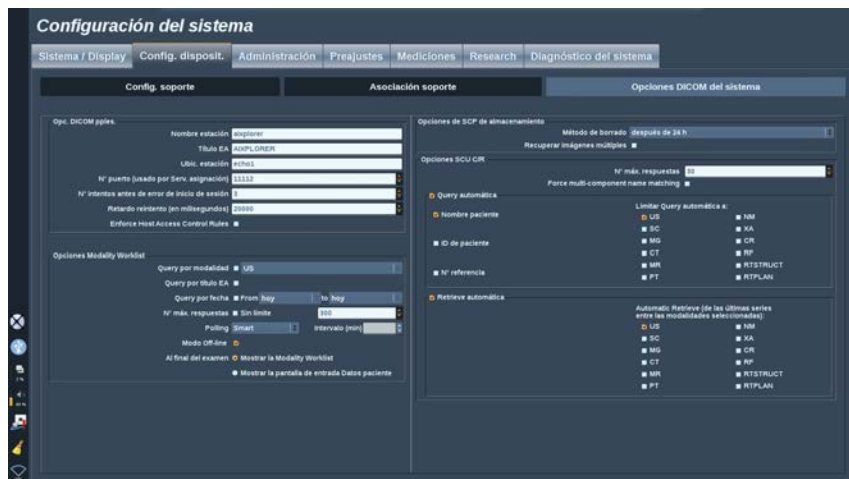 Configuración del sistema
Sistema / Display
Config. disposit.
Administración
Preajustes
Mediciones
Research
Diagnóstico del sistema
Config. soporte
Asociación soporte
Opciones DICOM del sistema
Opc. DICOM pples.
Nombre estación aixplorer
Título EA AIXPLORER
Ubic. estación echo1
N° puerto (usado por Serv. asignación) 11112
N° intentos antes de error de inicio de sesión 3
Retardo reintento (en milisegundos) 20000
Enforce Host Access Control Rules
Opciones Modality Worklist
Query por modalidad US
Query por título EA
Query por fecha From hoy to hoy
N° máx. respuestas Sin límite 300
Polling Smart Intervalo (min)
Modo Off-line
Al final del examen Mostrar la Modality Worklist
Mostrar la pantalla de entrada Datos paciente
Opciones de SCP de almacenamiento
Método de borrado después de 24 h
Recuperar imágenes múltiples
Opciones SCU C/R
N° máx. respuestas 30
Force multi-component name matching
Query automática
Limitar Query automática a:
Nombre paciente
ID de paciente
N° referencia
US NM
SC XA
MG CR
CT RF
MR RTSTRUCT
PT RTPLAN
Retrieve automática
Automatic Retrieve (de las últimas series
entre las modalidades seleccionadas):
US NM
SC XA
MG CR
CT RF
MR RTSTRUCT
PT RTPLAN